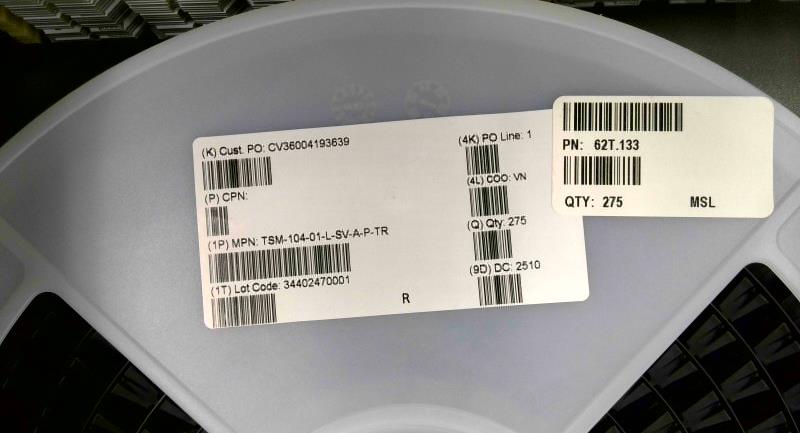 (K) Cust. PO: CV36004193639
(4K) PO Line: 1
(P) CPN:
(4L) COO: VN
(1P) MPN: TSM-104-01-L-SV-A-P-TR
(Q) Qty: 275
(1T) Lot Code: 34402470001
(9D) DC: 2510
R
PN: 62T.133
QTY: 275 MSL